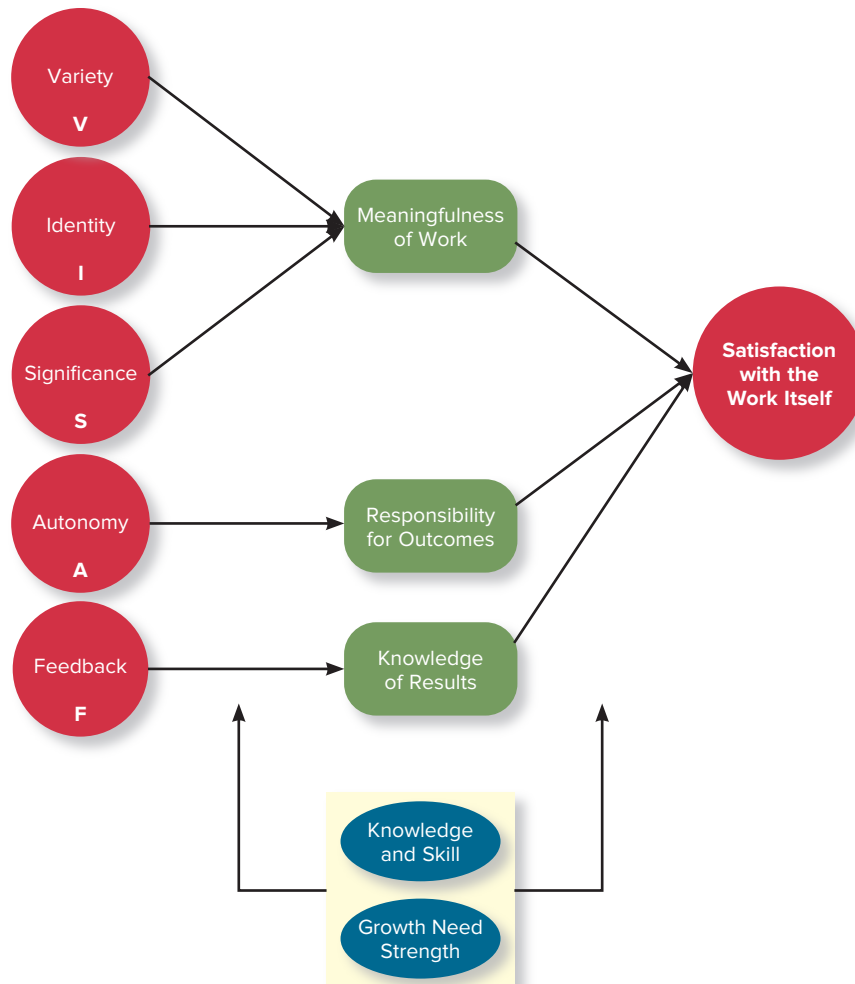 Variety
V
Identity
I
Significance
S
Autonomy
A
Feedback
F
Meaningfulness
of Work
Responsibility
for Outcomes
Knowledge
of Results
Satisfaction
with the
Work Itself
Knowledge
and Skill
Growth Need
Strength